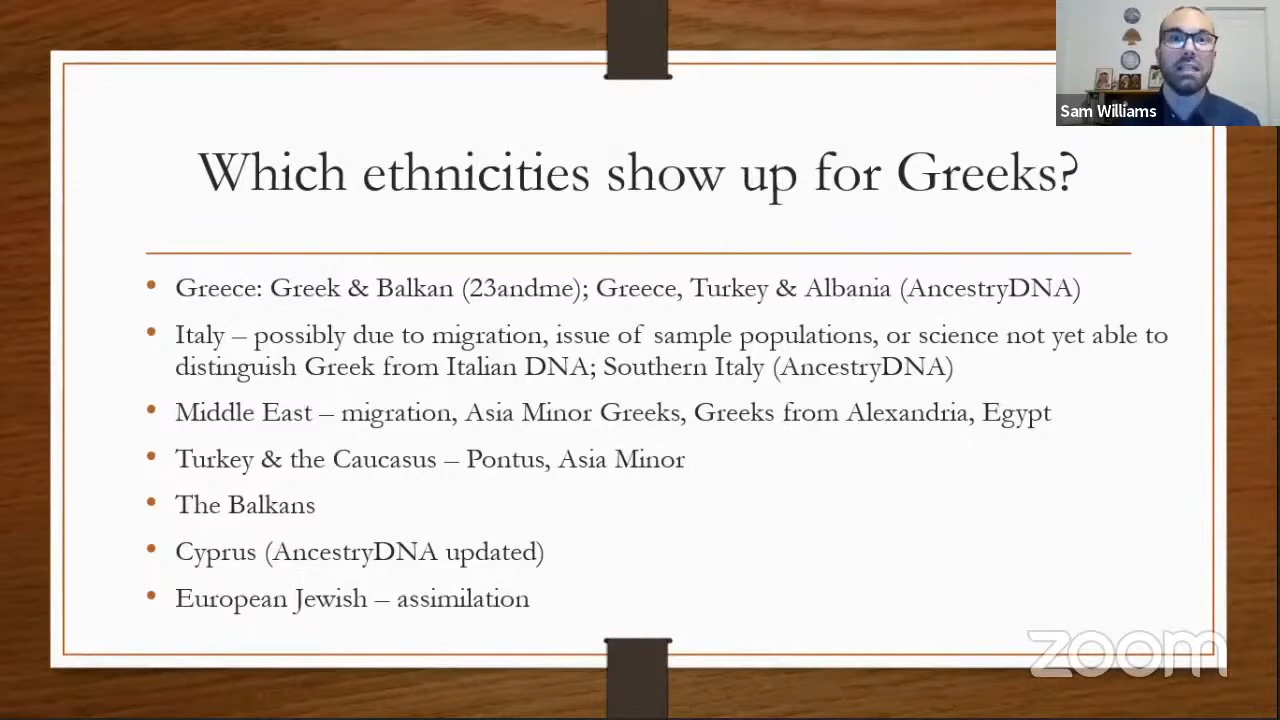 Sam Williams
Which ethnicities show up for Greeks?
• Greece: Greek & Balkan (23andme); Greece, Turkey & Albania (AncestryDNA)
• Italy – possibly due to migration, issue of sample populations, or science not yet able to
distinguish Greek from Italian DNA; Southern Italy (AncestryDNA)
• Middle East – migration, Asia Minor Greeks, Greeks from Alexandria, Egypt
• Turkey & the Caucasus – Pontus, Asia Minor
• The Balkans
• Cyprus (AncestryDNA updated)
• European Jewish – assimilation
zoom